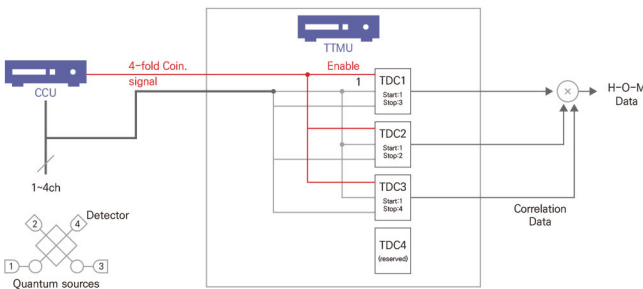 TTMU
4-fold Coin.
signal
Enable
1
CCU
TDC1
Start:1
Stop:3
H-O-M
Data
TDC2
Start:1
Stop:2
1~4ch
TDC3
Start:1
Stop:4
Correlation
Data
Detector
2
4
1
3
Quantum sources
TDC4
(reserved)
×